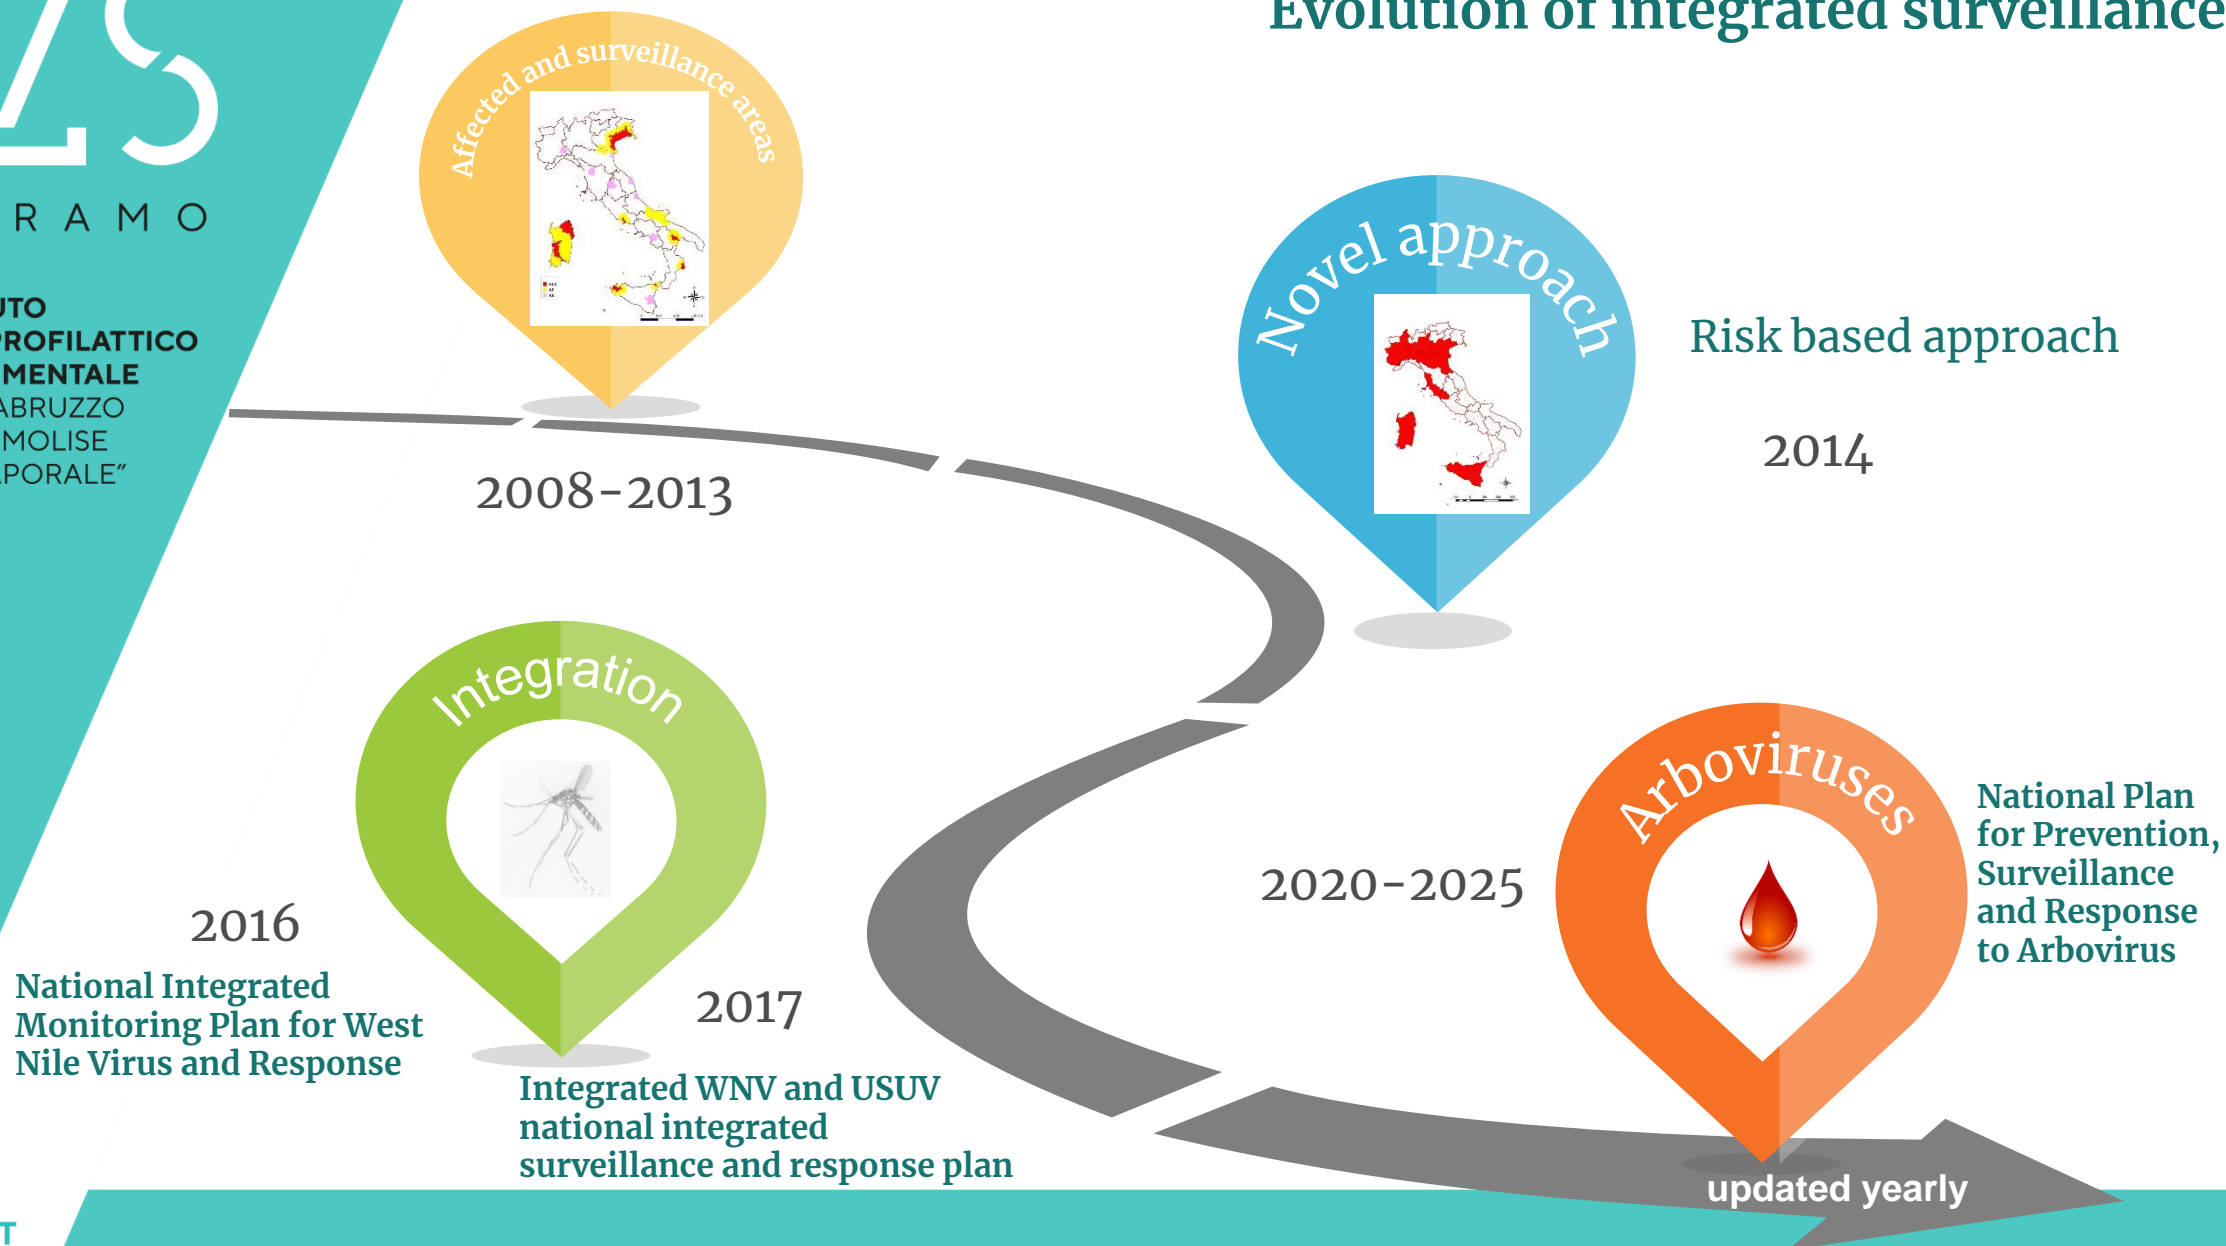 Evolution of integrated surveillance
RAMO
UTO
PROFILATTICO
MENTALE
ABRUZZO
MOLISE
APORALE”
Affected and surveillance areas
2008-2013
Novel approach
Risk based approach
2014
Integration
2016
National Integrated
Monitoring Plan for West
Nile Virus and Response
2017
Integrated WNV and USUV
national integrated
surveillance and response plan
Arboviruses
2020-2025
National Plan
for Prevention,
Surveillance
and Response
to Arbovirus
updated yearly
T